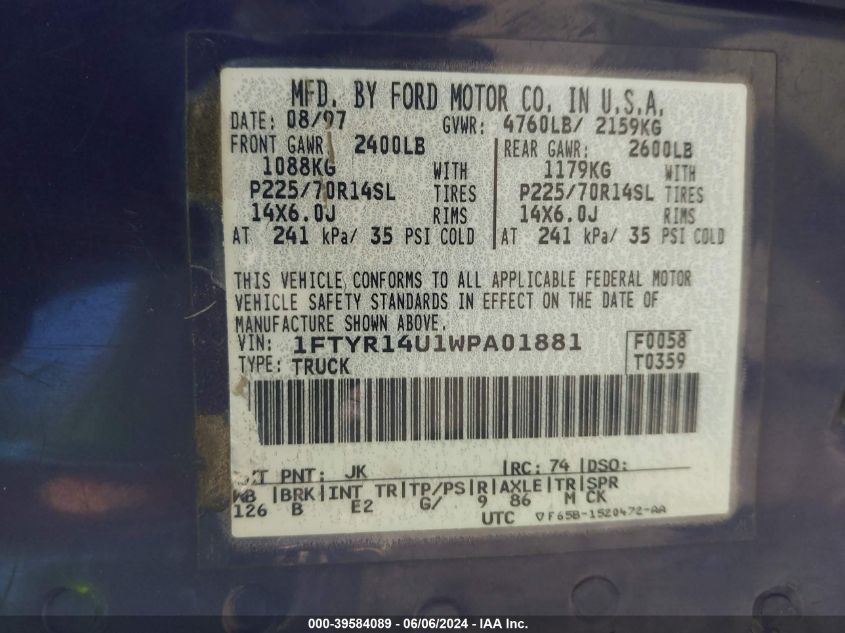 MFD. BY FORD MOTOR CO. IN U.S.A.
DATE: 08/97 GVWR: 4760LB/ 2159KG
FRONT GAWR: 2400LB REAR GAWR: 2600LB
1088KG WITH 1179KG WITH
P225/70R14SL TIRES P225/70R14SL TIRES
14X6.0J RIMS 14X6.0J RIMS
AT 241 kPa/ 35 PSI COLD AT 241 kPa/ 35 PSI COLD
THIS VEHICLE CONFORMS TO ALL APPLICABLE FEDERAL MOTOR
VEHICLE SAFETY STANDARDS IN EFFECT ON THE DATE OF
MANUFACTURE SHOWN ABOVE.
VIN: 1FTYR14U1WPA01881 F0058
TYPE: TRUCK T0359
PNT: JK RC: 74 DSO:
WB BRK INT TR TP/PS R AXLE TR SPR
126 B E2 G/ 9 86 M CK
UTC ▽F65B-1520472-AA
000-39584089 - 06/06/2024 - IAA Inc.